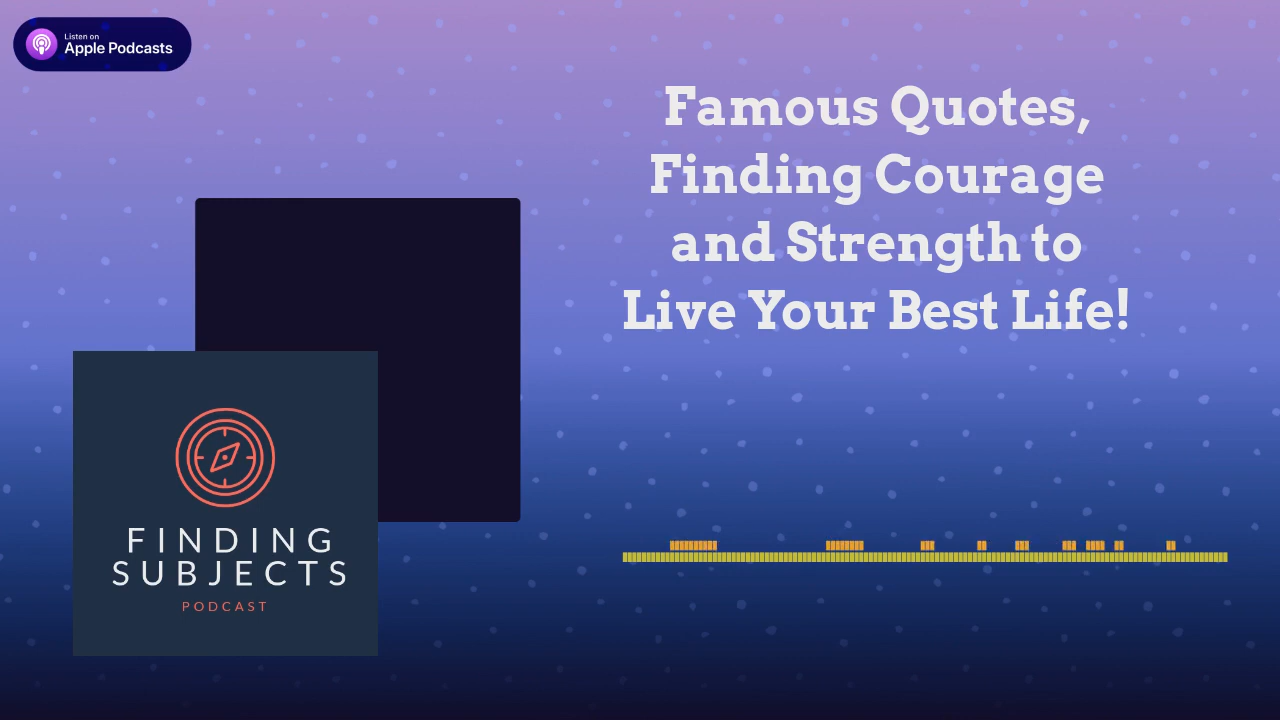 Listen on
Apple Podcasts
Famous Quotes,
Finding Courage
and Strength to
Live Your Best Life!
FINDING
SUBJECTS
PODCAST